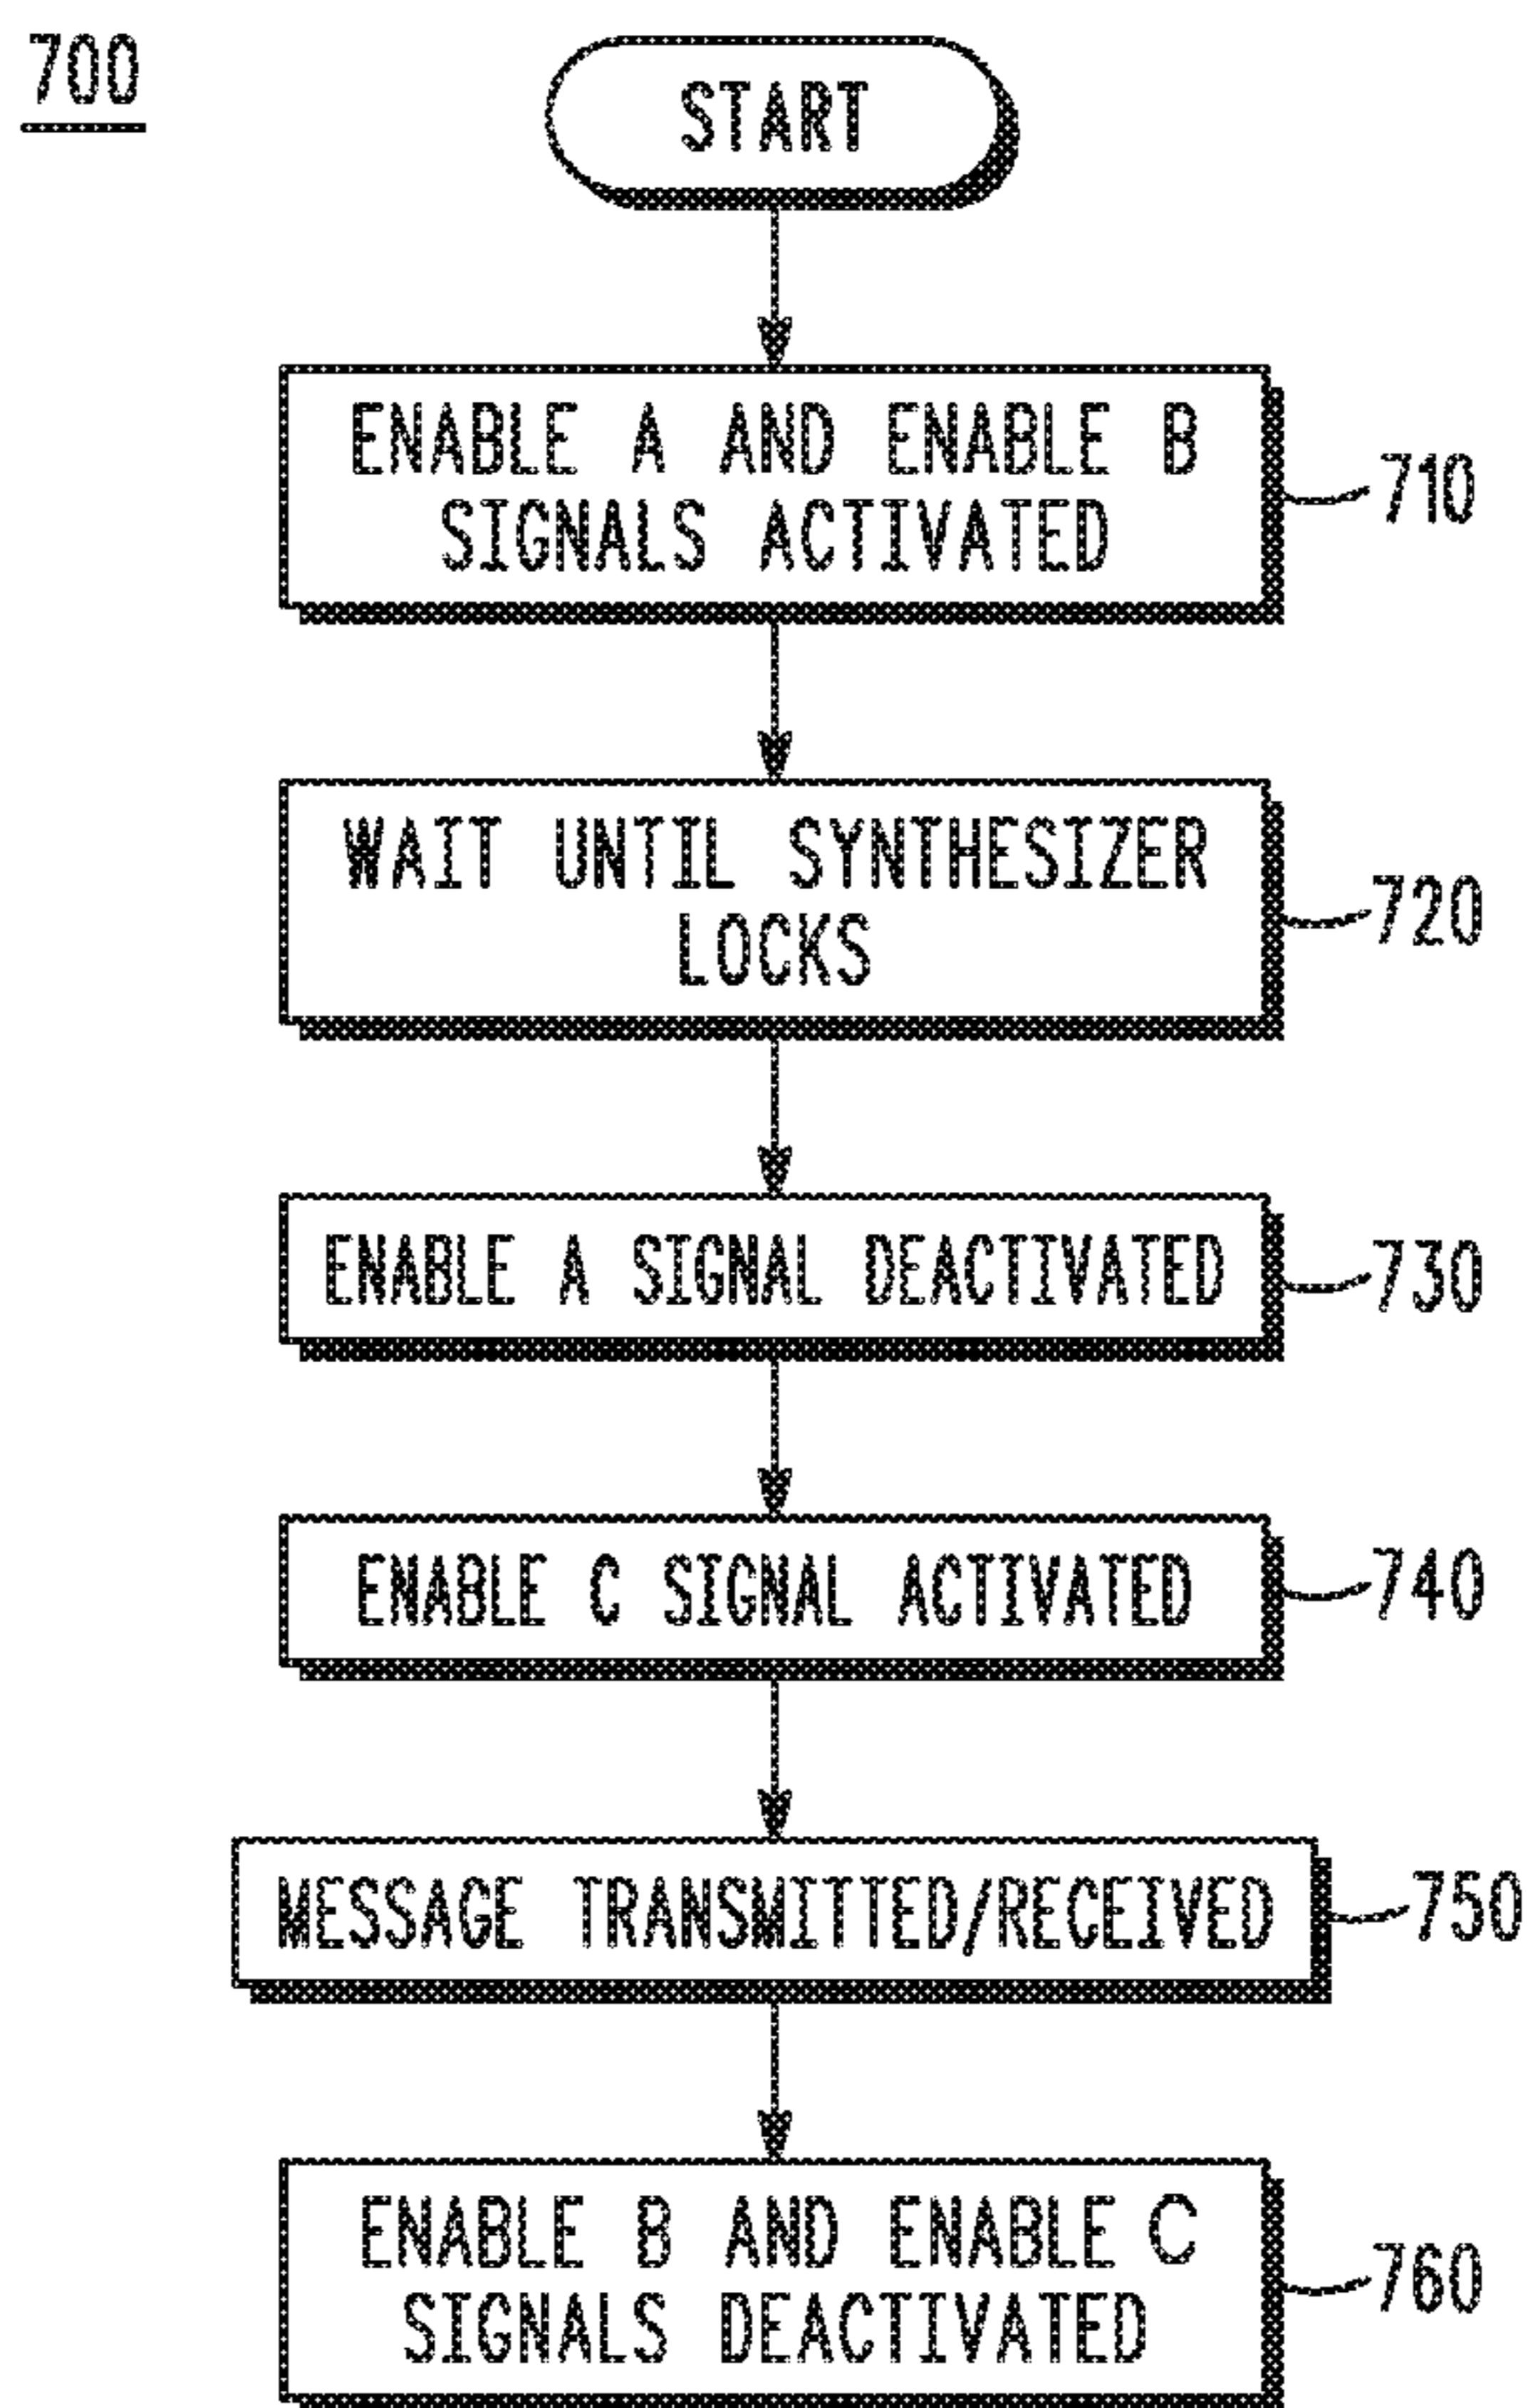 700
START
ENABLE A AND ENABLE B
SIGNALS ACTIVATED
710
WAIT UNTIL SYNTHESIZER
LOCKS
720
ENABLE A SIGNAL DEACTIVATED
730
ENABLE C SIGNAL ACTIVATED
740
MESSAGE TRANSMITTED/RECEIVED
750
ENABLE B AND ENABLE C
SIGNALS DEACTIVATED
760